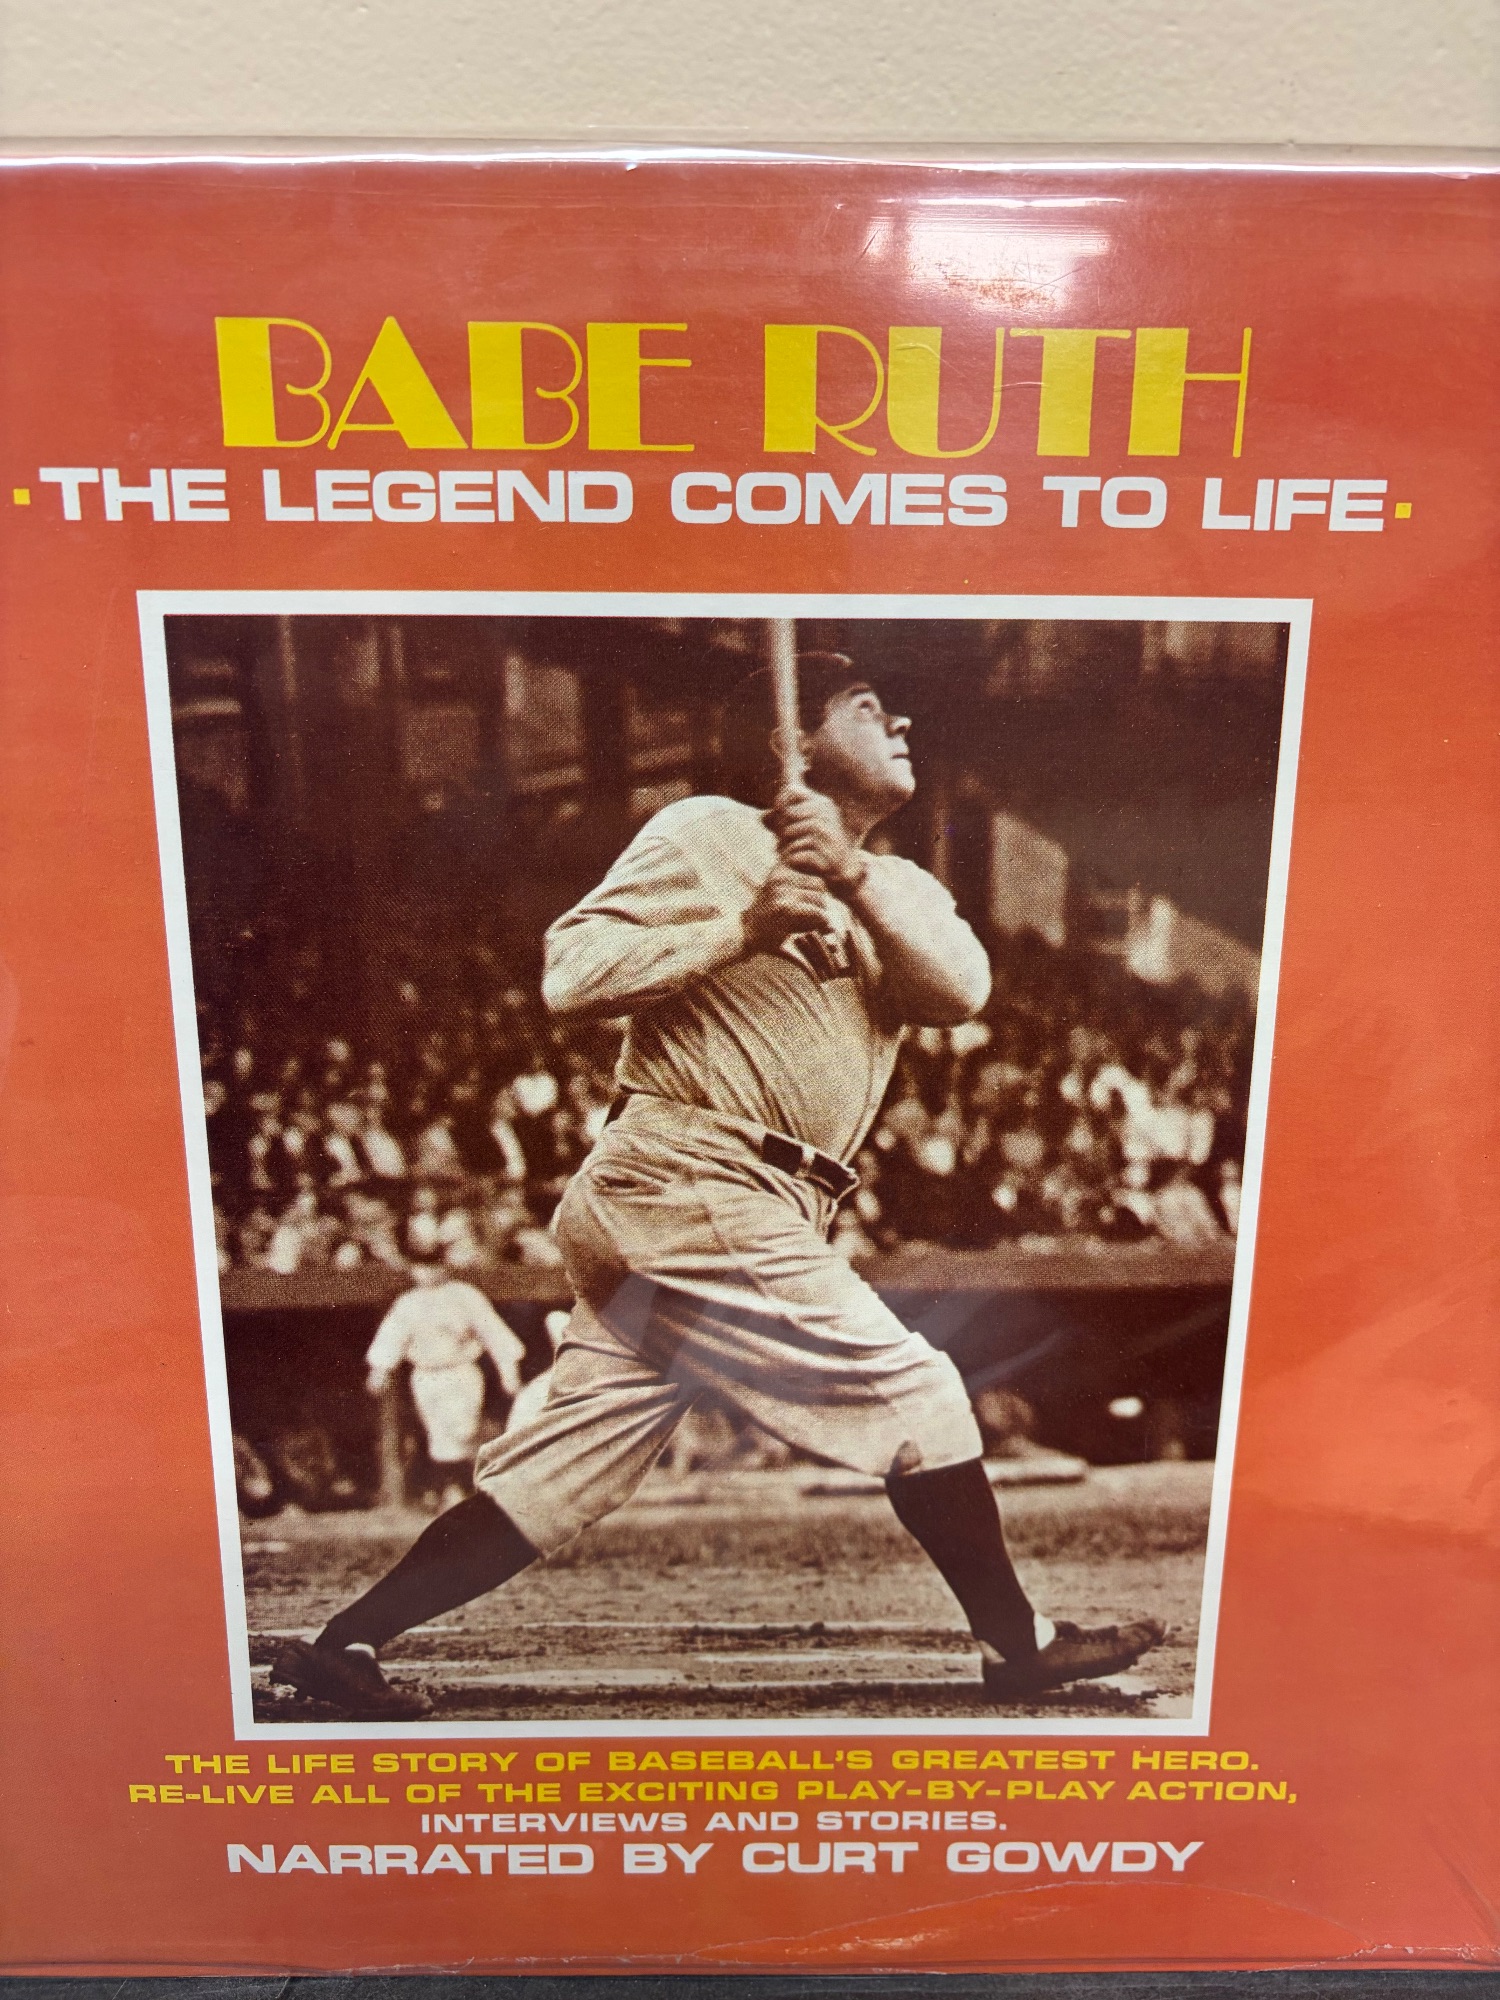 BABE RUTH
·THE LEGEND COMES TO LIFE·
THE LIFE STORY OF BASEBALL'S GREATEST HERO.
RE-LIVE ALL OF THE EXCITING PLAY-BY-PLAY ACTION,
INTERVIEWS AND STORIES.
NARRATED BY CURT GOWDY